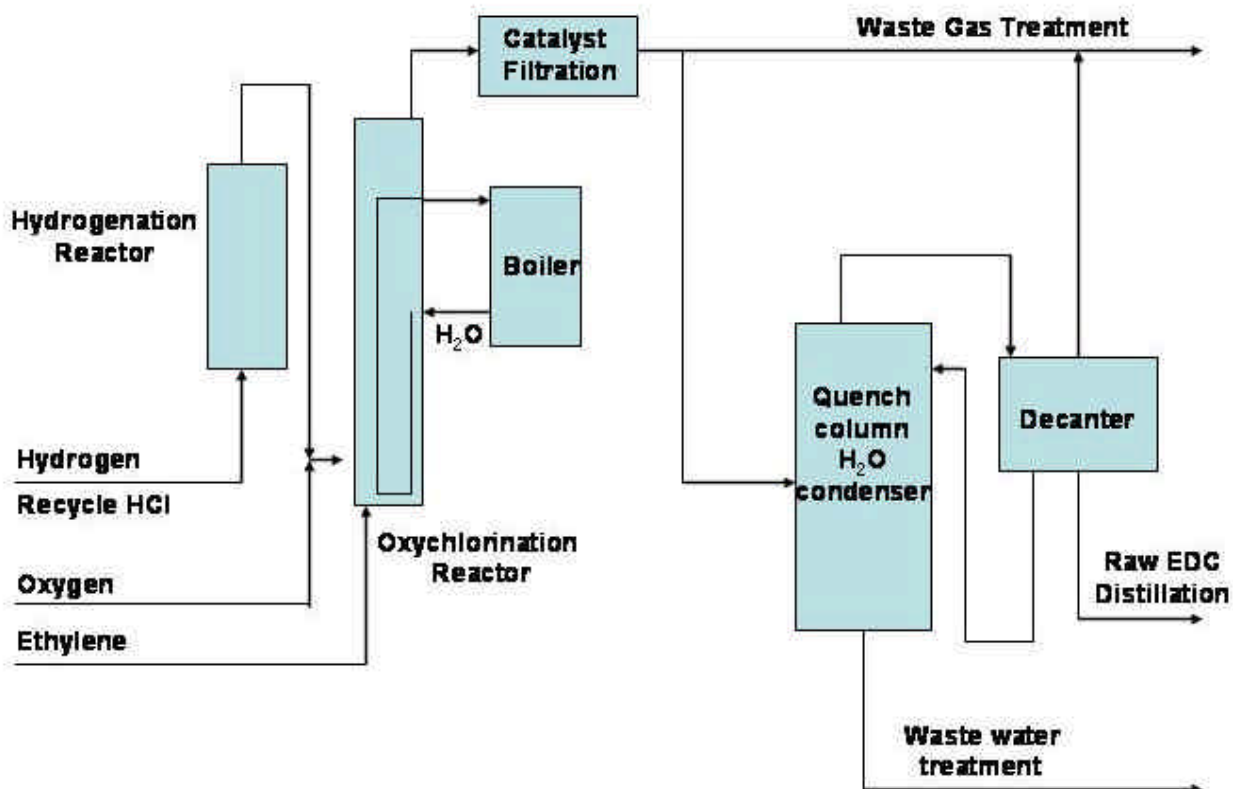 Catalyst
Filtration
Waste Gas Treatment
Hydrogenation
Reactor
Boiler
H₂O
Quench
column
H₂O
condenser
Decanter
Hydrogen
Recycle HCl
Oxychlorination
Reactor
Oxygen
Ethylene
Raw EDC
Distillation
Waste water
treatment